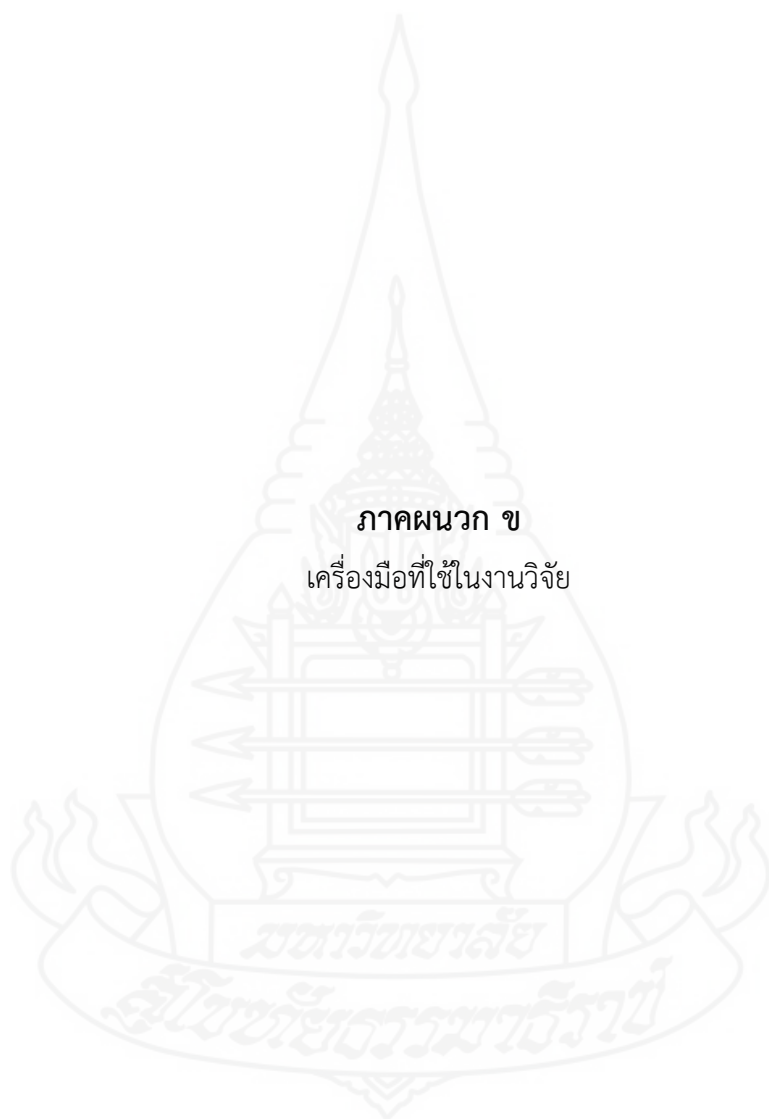 ภาคผนวก ข
เครื่องมือที่ใช้ในงานวิจัย
มหาวิทยาลัย
สุโขทัยธรรมาธิราช